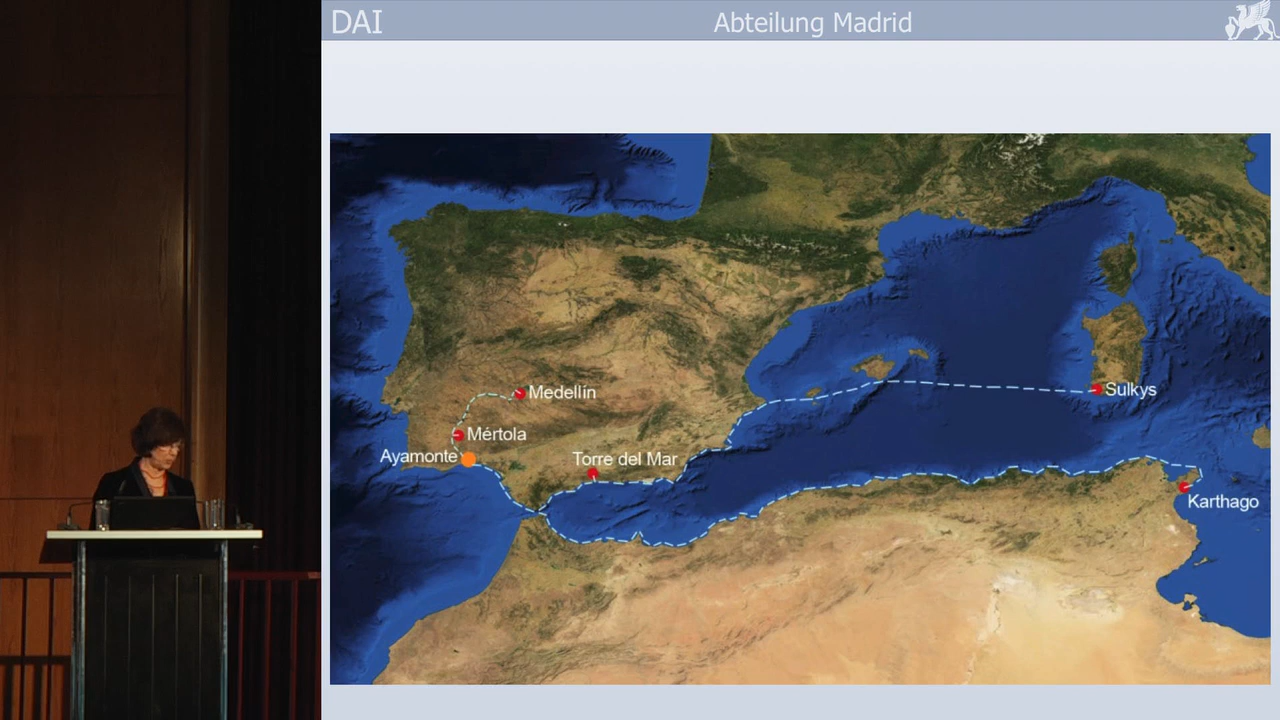 DAI
Abteilung Madrid
Medellín
Sulkys
Mértola
Ayamonte
Torre del Mar
Karthago